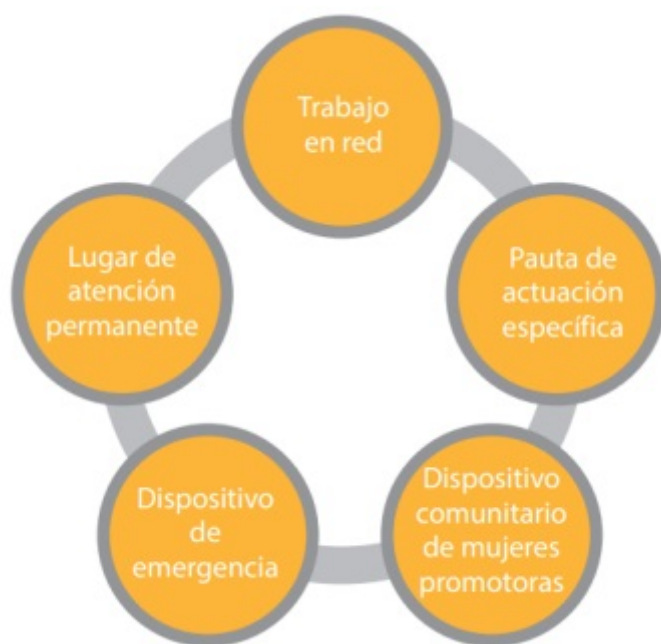 Trabajo
en red
Lugar de
atención
permanente
Pauta de
actuación
específica
Dispositivo
de
emergencia
Dispositivo
comunitario
de mujeres
promotoras